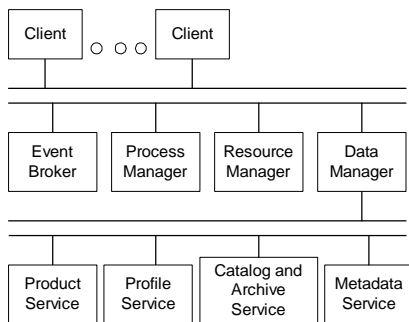 Client
Client
Event
Broker
Process
Manager
Resource
Manager
Data
Manager
Product
Service
Profile
Service
Catalog and
Archive
Service
Metadata
Service